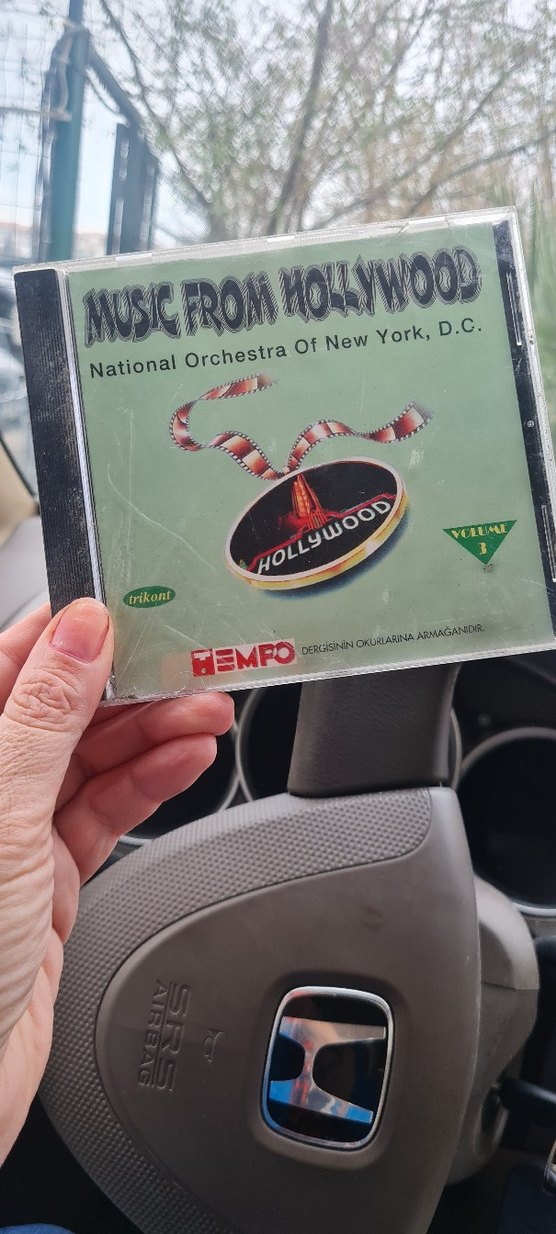 MUSIC FROM HOLLYWOOD
National Orchestra Of New York, D.C.
HOLLYWOOD
VOLUME
3
trikont
TEMPO DERGİSİNİN OKURLARINA ARMAĞANIDIR.
SRS
AIRBAG